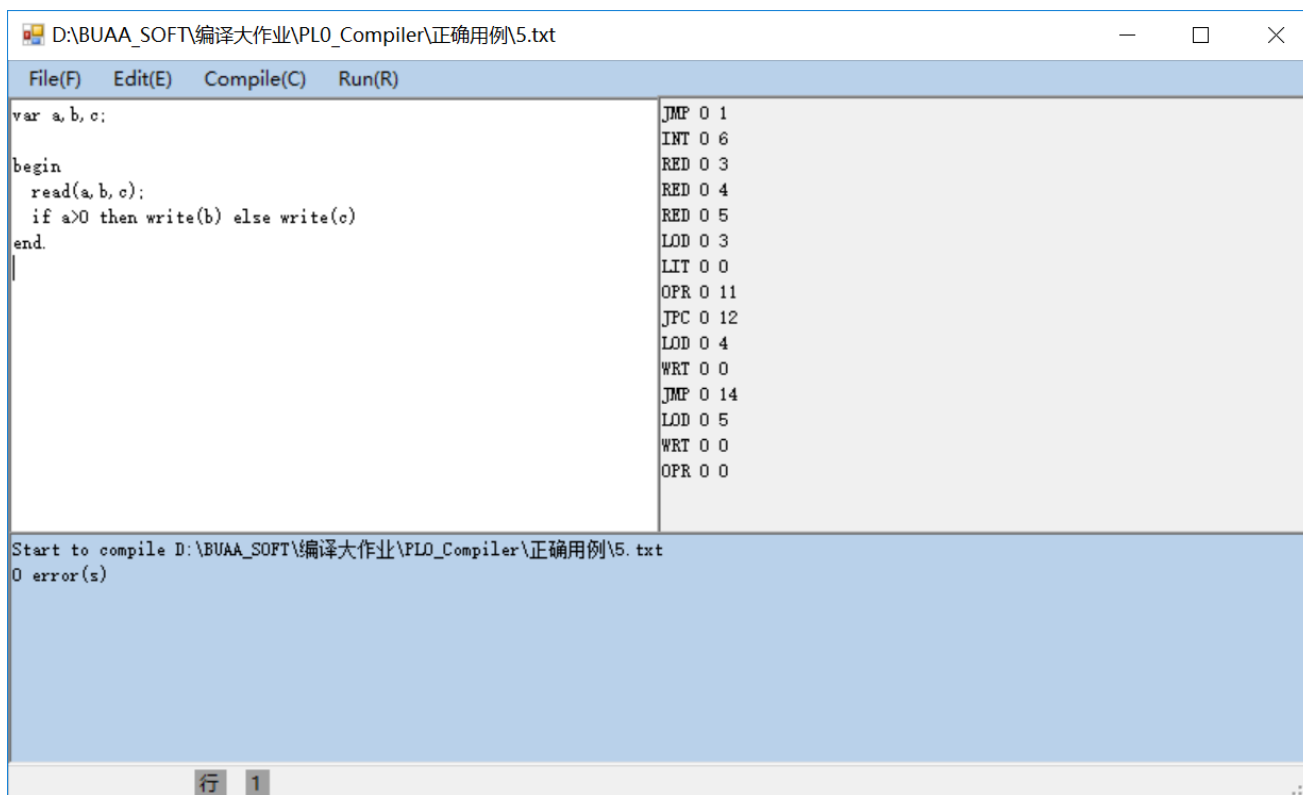 D:\BUAA_SOFT\编译大作业\PL0_Compiler\正确用例\5.txt
File(F) Edit(E) Compile(C) Run(R)
var a,b,c;
begin
read(a,b,c);
if a>0 then write(b) else write(c)
end.
JMP 0 1
INT 0 6
RED 0 3
RED 0 4
RED 0 5
LOD 0 3
LIT 0 0
OPR 0 11
JPC 0 12
LOD 0 4
WRT 0 0
JMP 0 14
LOD 0 5
WRT 0 0
OPR 0 0
Start to compile D:\BUAA_SOFT\编译大作业\PL0_Compiler\正确用例\5.txt
0 error(s)
行 1